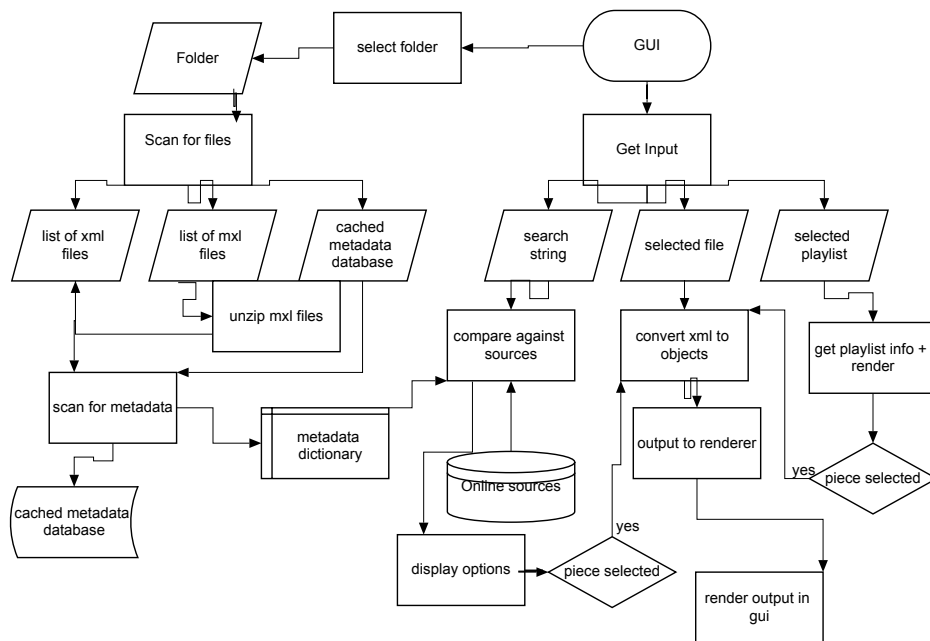 GUI
select folder
Folder
Scan for files
Get Input
list of xml
files
list of mxl
files
cached
metadata
database
search
string
selected file
selected
playlist
unzip mxl files
compare against
sources
convert xml to
objects
get playlist info +
render
scan for metadata
metadata
dictionary
output to renderer
Online sources
yes
piece selected
cached metadata
database
yes
display options
piece selected
render output in
gui